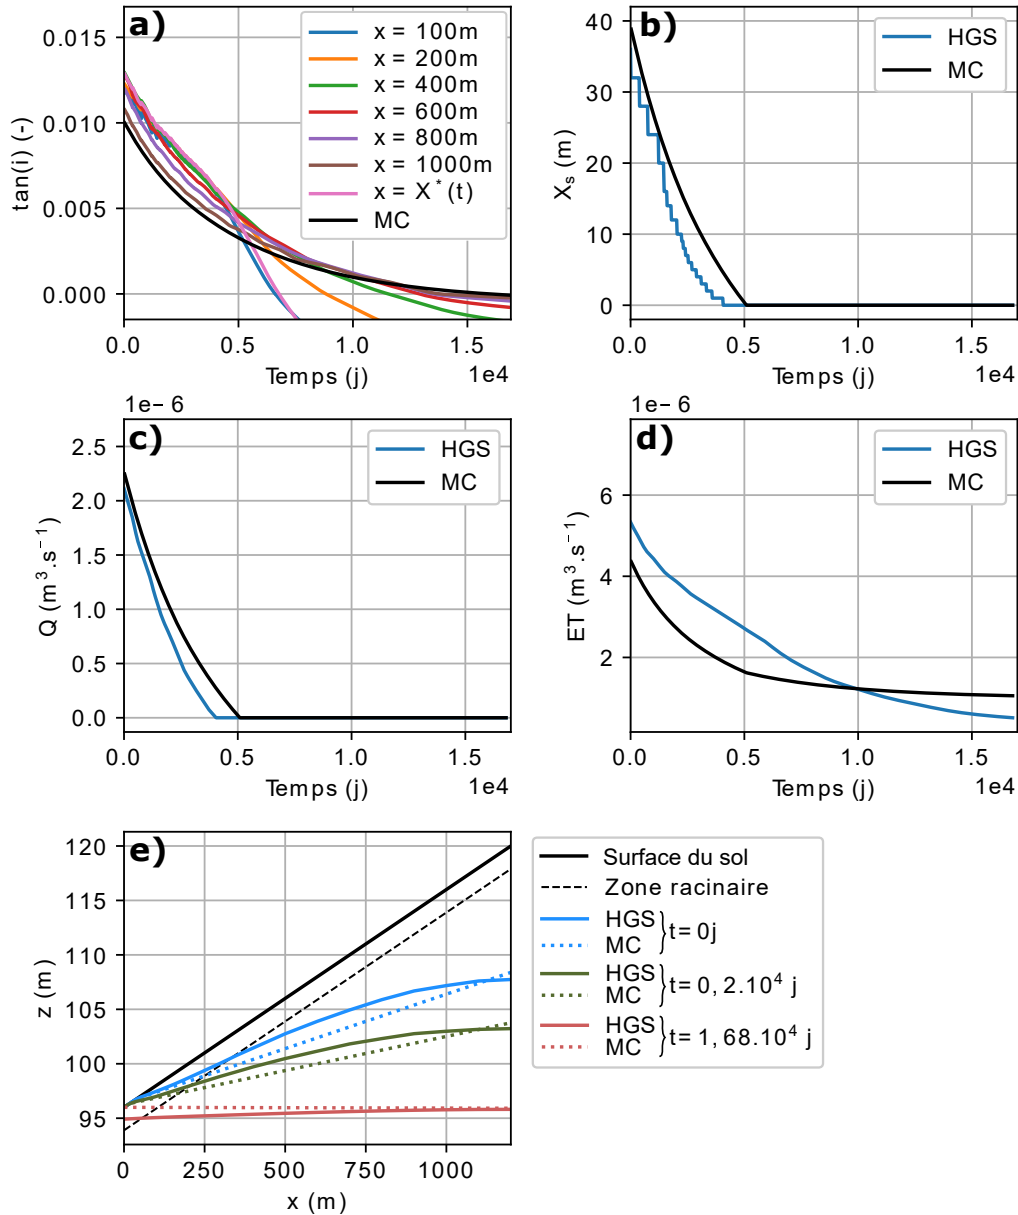 a)
0.015
0.010
0.005
0.000
tan(i) (-)
x = 100m
x = 200m
x = 400m
x = 600m
x = 800m
x = 1000m
x = X*(t)
MC
0.0 0.5 1.0 1.5
Temps (j)
1e4
b)
40
30
20
10
0
Xs (m)
HGS
MC
0.0 0.5 1.0 1.5
Temps (j)
1e4
1e−6
c)
2.5
2.0
1.5
1.0
0.5
0.0
Q (m³.s⁻¹)
HGS
MC
0.0 0.5 1.0 1.5
Temps (j)
1e4
1e−6
d)
6
4
2
ET (m³.s⁻¹)
HGS
MC
0.0 0.5 1.0 1.5
Temps (j)
1e4
e)
120
115
110
105
100
95
z (m)
0 250 500 750 1000
x (m)
Surface du sol
Zone racinaire
HGS
MC
}t= 0j
HGS
MC
}t= 0, 2.10⁴ j
HGS
MC
}t= 1, 68.10⁴ j